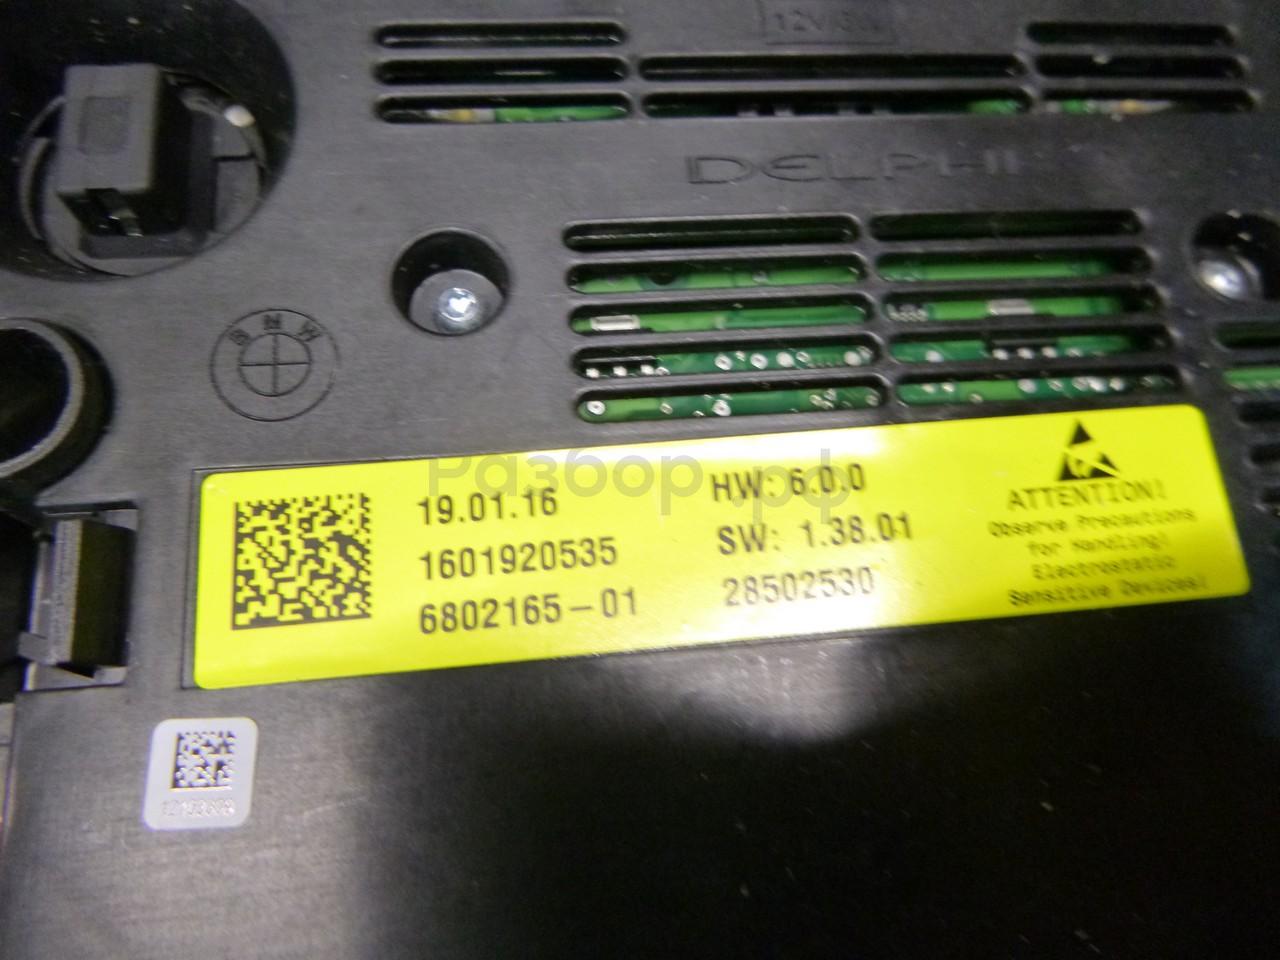 DELPHI
BMW
Разбор.рф
19.01.16
HW: 6.0.0
1601920535
SW: 1.38.01
6802165-01
28502530
ATTENTION!
Observe Precautions
for Handling!
Electrostatic
Sensitive Devices!